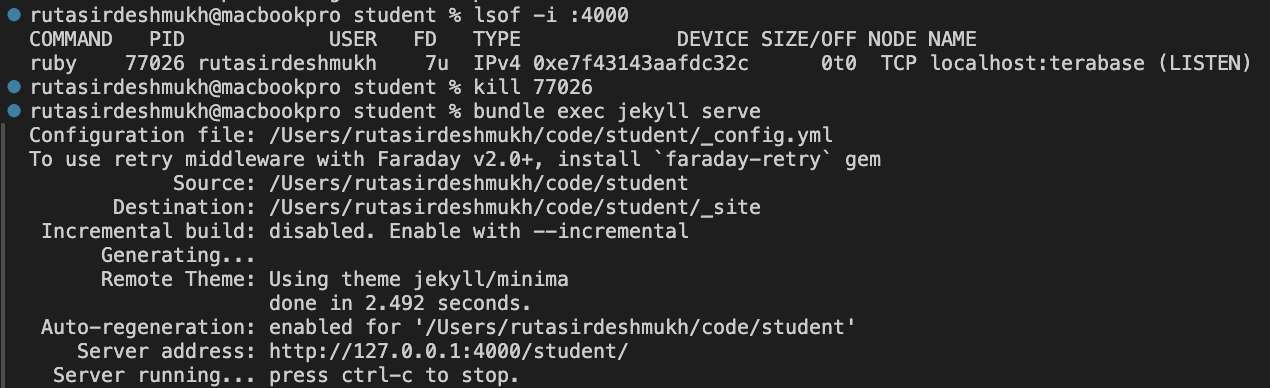 rutasirdeshmukh@macbookpro student % lsof -i :4000
COMMAND   PID            USER   FD   TYPE             DEVICE SIZE/OFF NODE NAME
ruby    77026 rutasirdeshmukh    7u  IPv4 0xe7f43143aafdc32c      0t0  TCP localhost:terabase (LISTEN)
rutasirdeshmukh@macbookpro student % kill 77026
rutasirdeshmukh@macbookpro student % bundle exec jekyll serve
Configuration file: /Users/rutasirdeshmukh/code/student/_config.yml
To use retry middleware with Faraday v2.0+, install `faraday-retry` gem
            Source: /Users/rutasirdeshmukh/code/student
       Destination: /Users/rutasirdeshmukh/code/student/_site
 Incremental build: disabled. Enable with --incremental
      Generating...
      Remote Theme: Using theme jekyll/minima
                    done in 2.492 seconds.
 Auto-regeneration: enabled for '/Users/rutasirdeshmukh/code/student'
    Server address: http://127.0.0.1:4000/student/
  Server running... press ctrl-c to stop.